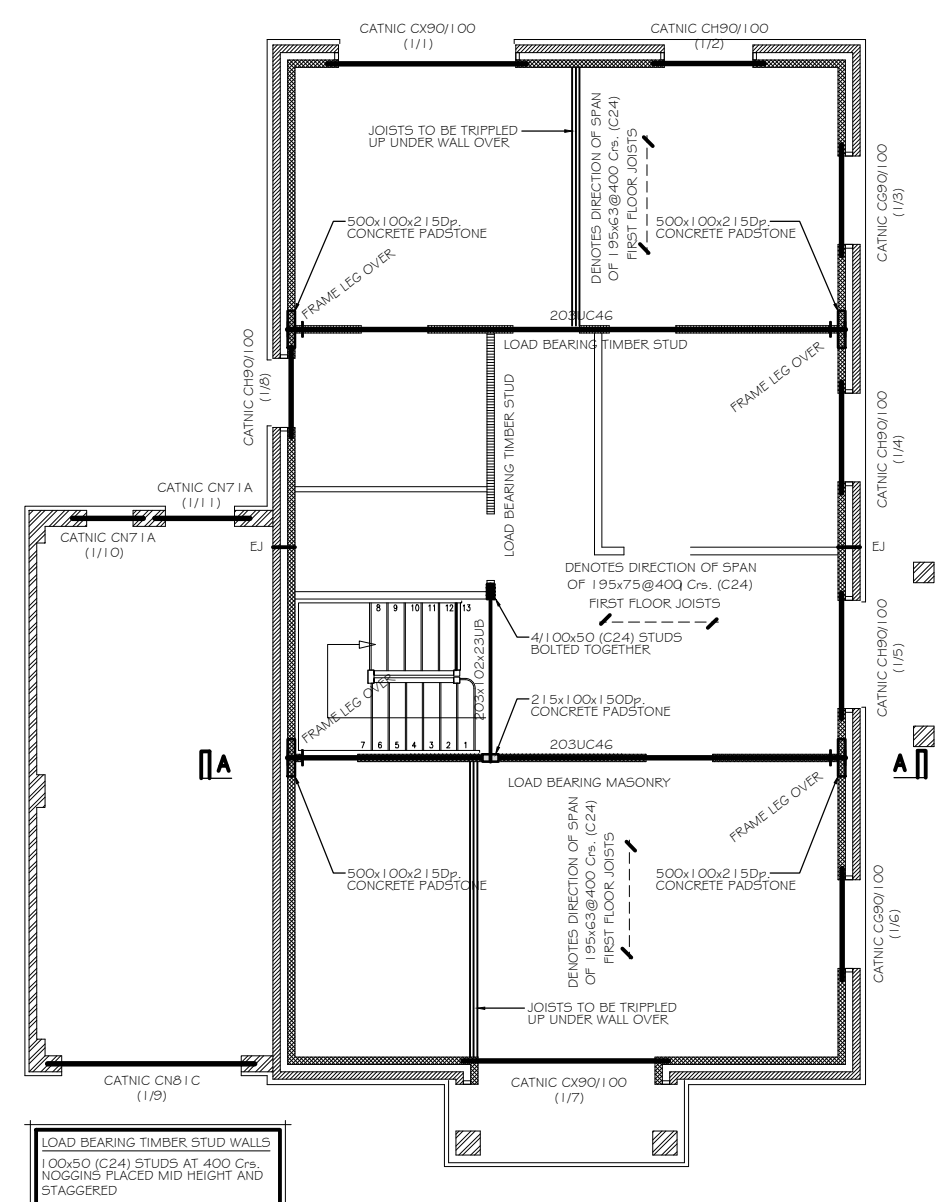 CATNIC CX90/100
(1/1)
CATNIC CH90/100
(1/2)
JOISTS TO BE TRIPPLED
UP UNDER WALL OVER
DENOTES DIRECTION OF SPAN
OF 195x63@400 Crs. (C24)
FIRST FLOOR JOISTS
CATNIC CG90/100
(1/3)
500x100x215Dp.
CONCRETE PADSTONE
500x100x215Dp.
CONCRETE PADSTONE
FRAME LEG OVER
203UC46
LOAD BEARING TIMBER STUD
FRAME LEG OVER
CATNIC CH90/100
(1/8)
LOAD BEARING TIMBER STUD
CATNIC CH90/100
(1/4)
CATNIC CN71A
(1/11)
CATNIC CN71A
(1/10)
EJ
EJ
DENOTES DIRECTION OF SPAN
OF 195x75@400 Crs. (C24)
FIRST FLOOR JOISTS
8 9 10 11 12 13
4/100x50 (C24) STUDS
BOLTED TOGETHER
203x102x23UB
CATNIC CH90/100
(1/5)
FRAME LEG OVER
215x100x150Dp.
CONCRETE PADSTONE
7 6 5 4 3 2 1
203UC46
A
A
LOAD BEARING MASONRY
FRAME LEG OVER
DENOTES DIRECTION OF SPAN
OF 195x63@400 Crs. (C24)
FIRST FLOOR JOISTS
500x100x215Dp.
CONCRETE PADSTONE
500x100x215Dp.
CONCRETE PADSTONE
CATNIC CG90/100
(1/6)
JOISTS TO BE TRIPPLED
UP UNDER WALL OVER
CATNIC CN81C
(1/9)
CATNIC CX90/100
(1/7)
LOAD BEARING TIMBER STUD WALLS
100x50 (C24) STUDS AT 400 Crs.
NOGGINS PLACED MID HEIGHT AND
STAGGERED